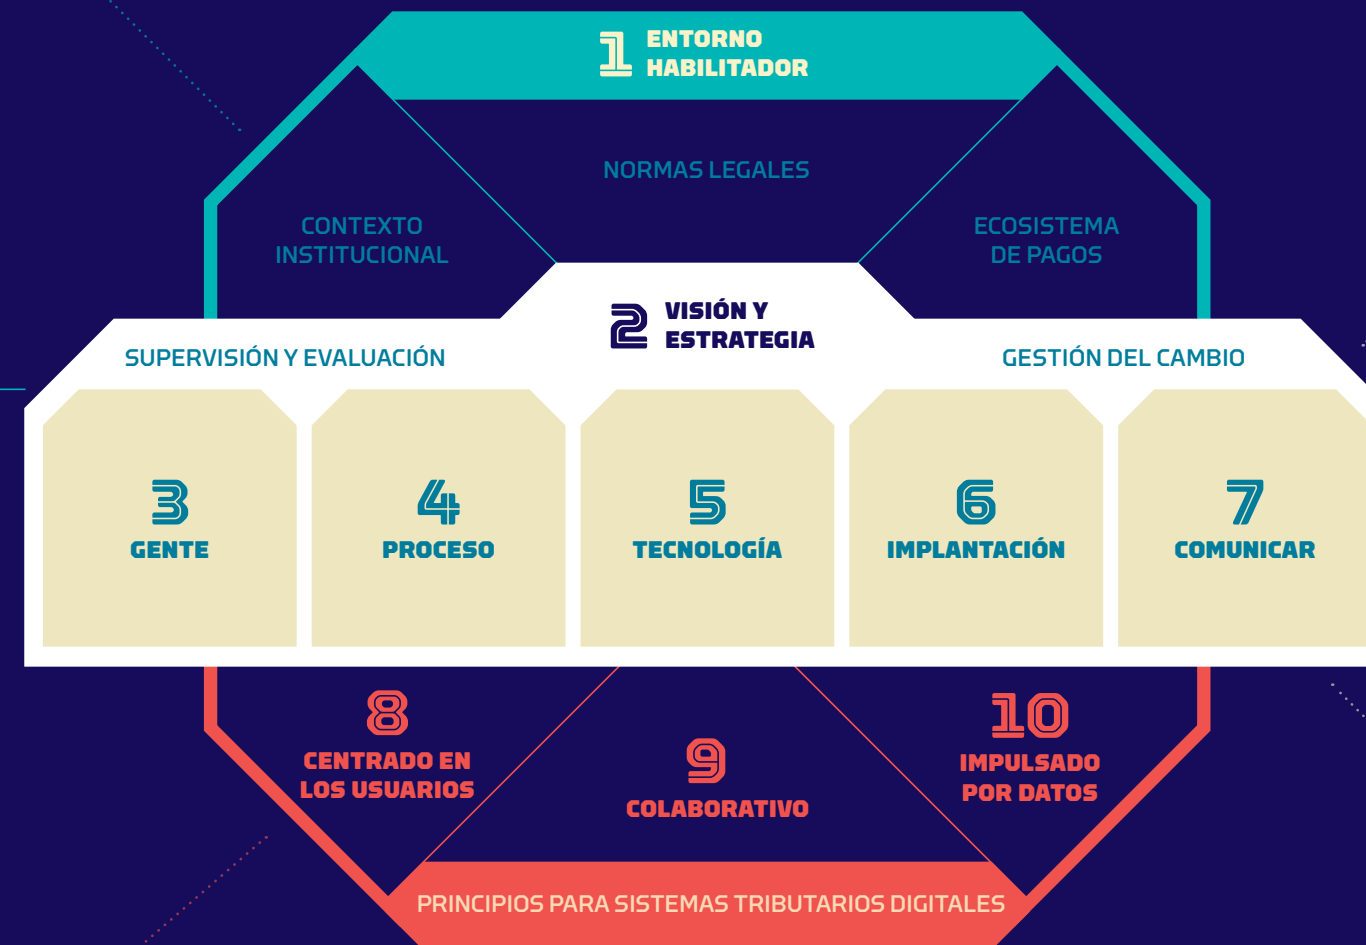 1 ENTORNO
HABILITADOR
NORMAS LEGALES
CONTEXTO
INSTITUCIONAL
ECOSISTEMA
DE PAGOS
2 VISIÓN Y
ESTRATEGIA
SUPERVISIÓN Y EVALUACIÓN
GESTIÓN DEL CAMBIO
3
GENTE
4
PROCESO
5
TECNOLOGÍA
6
IMPLANTACIÓN
7
COMUNICAR
8
CENTRADO EN
LOS USUARIOS
9
COLABORATIVO
10
IMPULSADO
POR DATOS
PRINCIPIOS PARA SISTEMAS TRIBUTARIOS DIGITALES